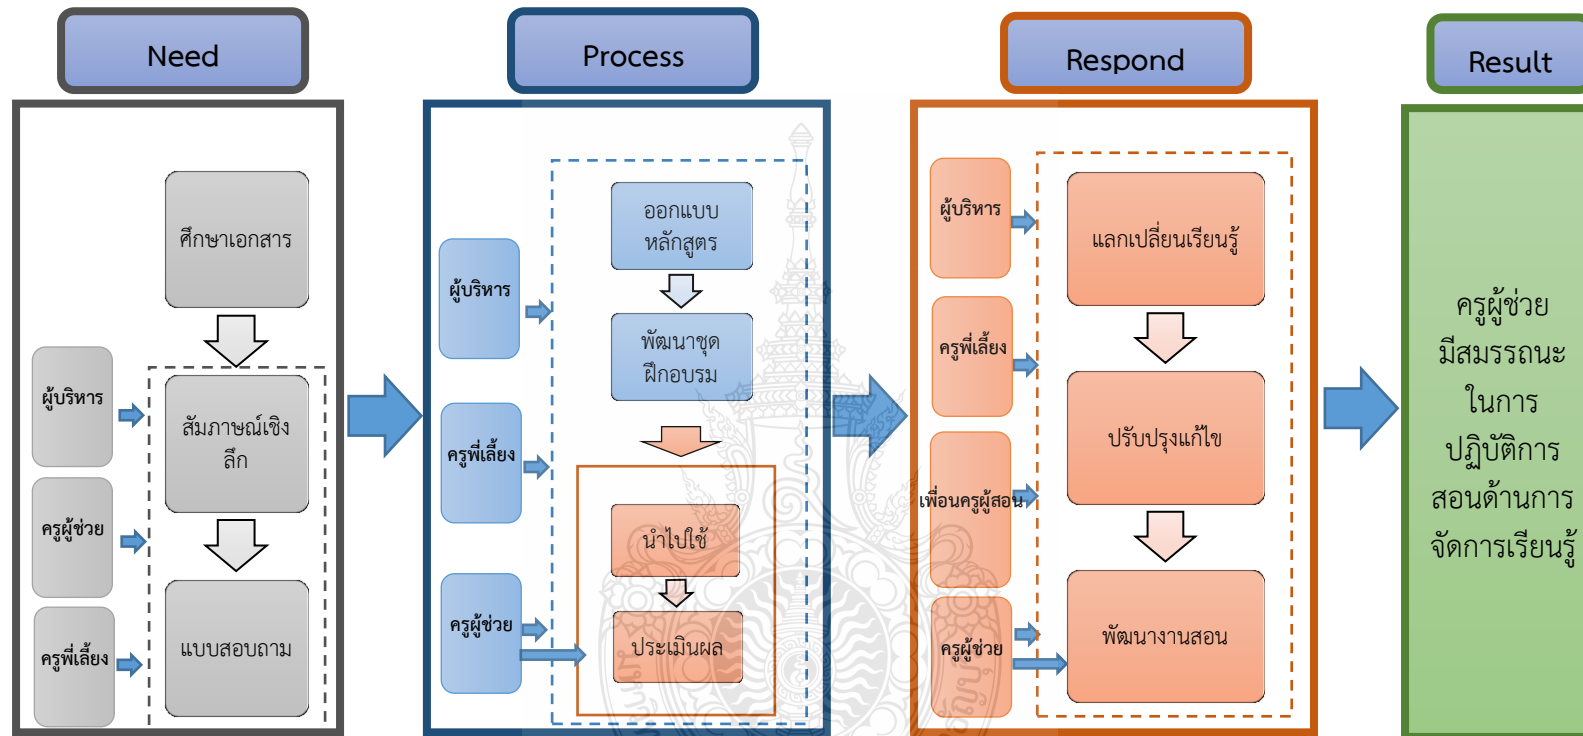 Need
ศึกษาเอกสาร
ผู้บริหาร
สัมภาษณ์เชิง
ลึก
ครูผู้ช่วย
แบบสอบถาม
ครูพี่เลี้ยง
Process
ออกแบบ
หลักสูตร
ผู้บริหาร
พัฒนาชุด
ฝึกอบรม
ครูพี่เลี้ยง
นำไปใช้
ครูผู้ช่วย
ประเมินผล
Respond
ผู้บริหาร
แลกเปลี่ยนเรียนรู้
ครูพี่เลี้ยง
ปรับปรุงแก้ไข
เพื่อนครูผู้สอน
ครูผู้ช่วย
พัฒนางานสอน
Result
ครูผู้ช่วย
มีสมรรถนะ
ในการ
ปฏิบัติการ
สอนด้านการ
จัดการเรียนรู้